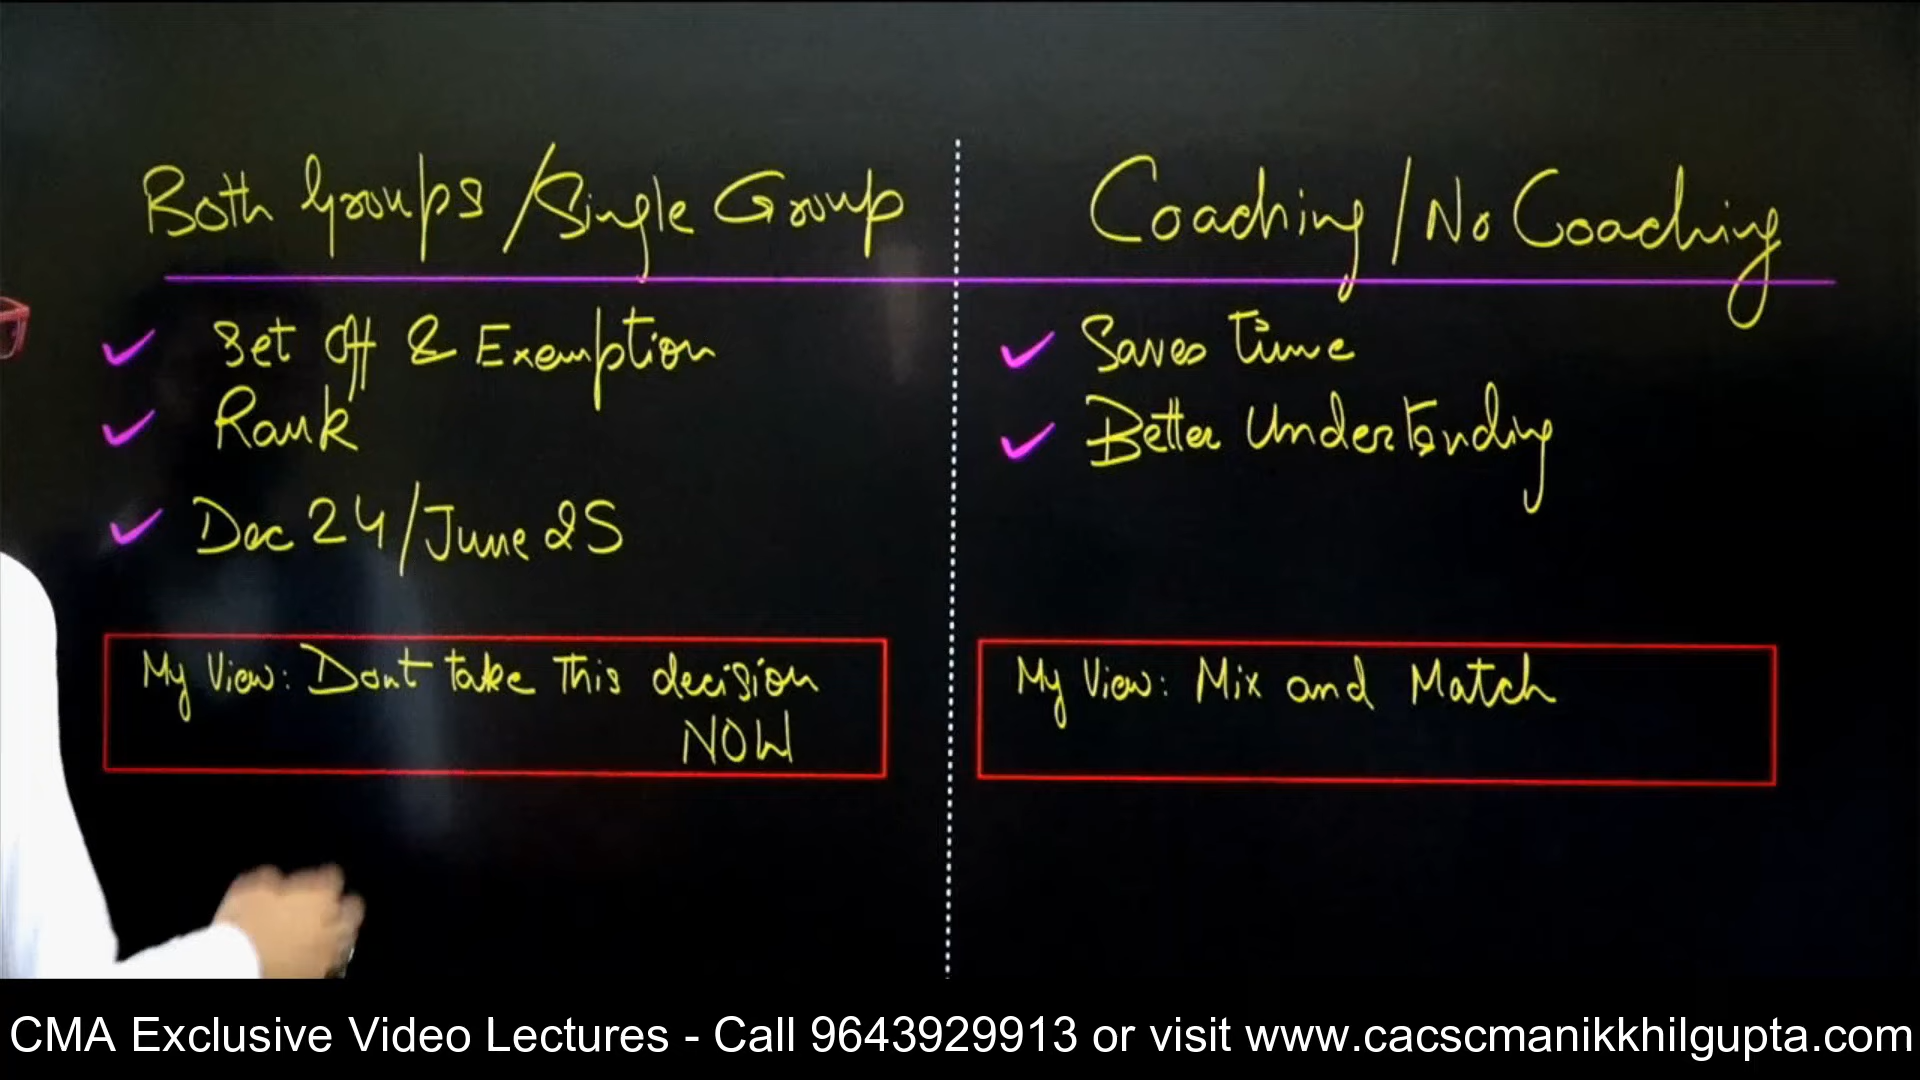 Both Groups / Single Group
Set Off & Exemption
Rank
Dec 24 / June 25
My View: Dont take This decision
NOW
Coaching / No Coaching
Saves time
Better Understanding
My View: Mix and Match
CMA Exclusive Video Lectures - Call 9643929913 or visit www.cacscmanikkhilgupta.com